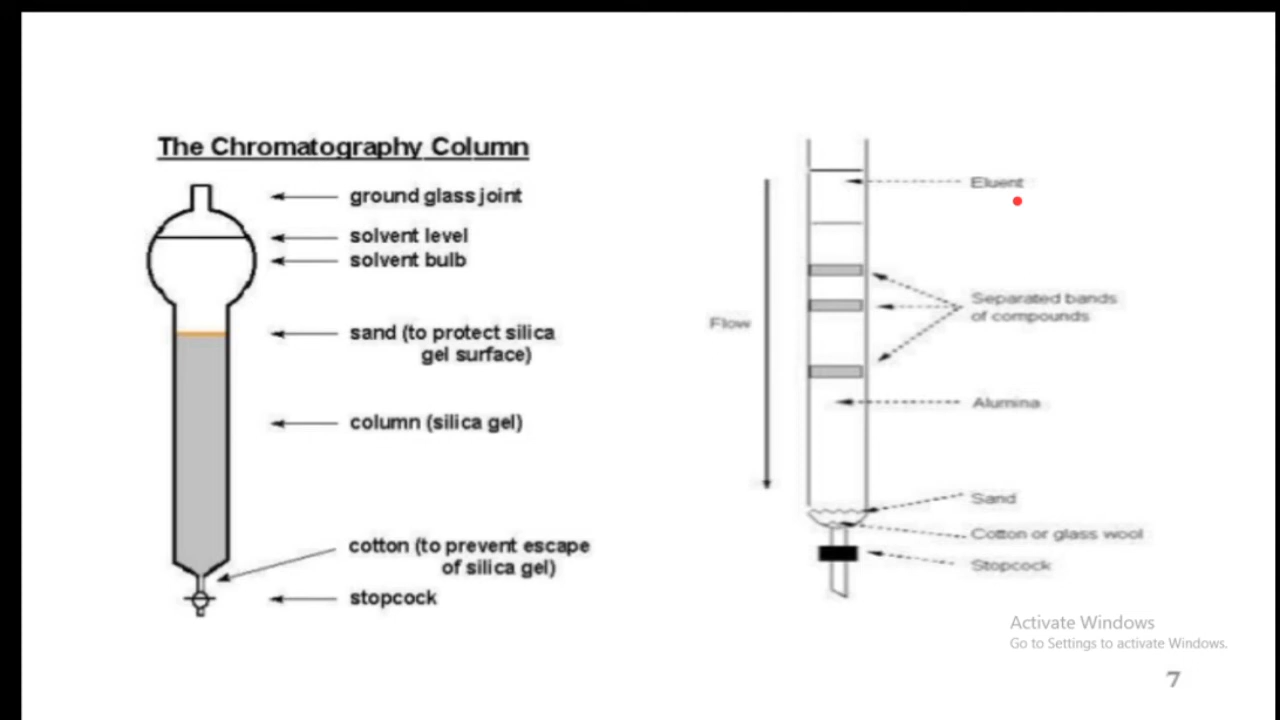 The Chromatography Column
ground glass joint
solvent level
solvent bulb
sand (to protect silica
gel surface)
column (silica gel)
cotton (to prevent escape
of silica gel)
stopcock
Flow
Eluent
Separated bands
of compounds
Alumina
Sand
Cotton or glass wool
Stopcock
Activate Windows
Go to Settings to activate Windows.
7